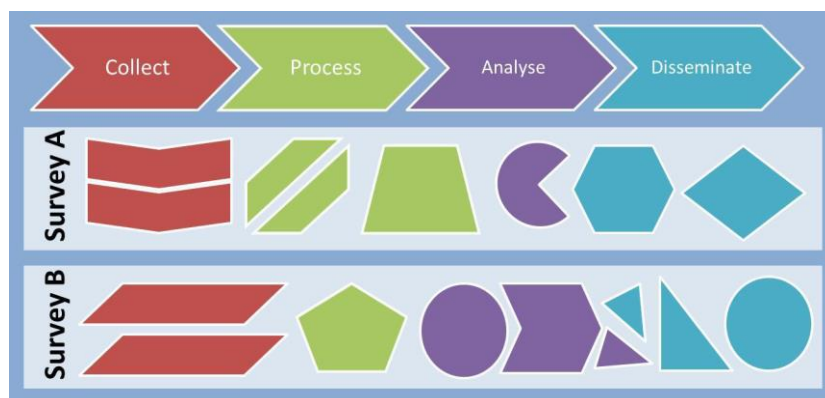 Collect
Process
Analyse
Disseminate
Survey A
Survey B